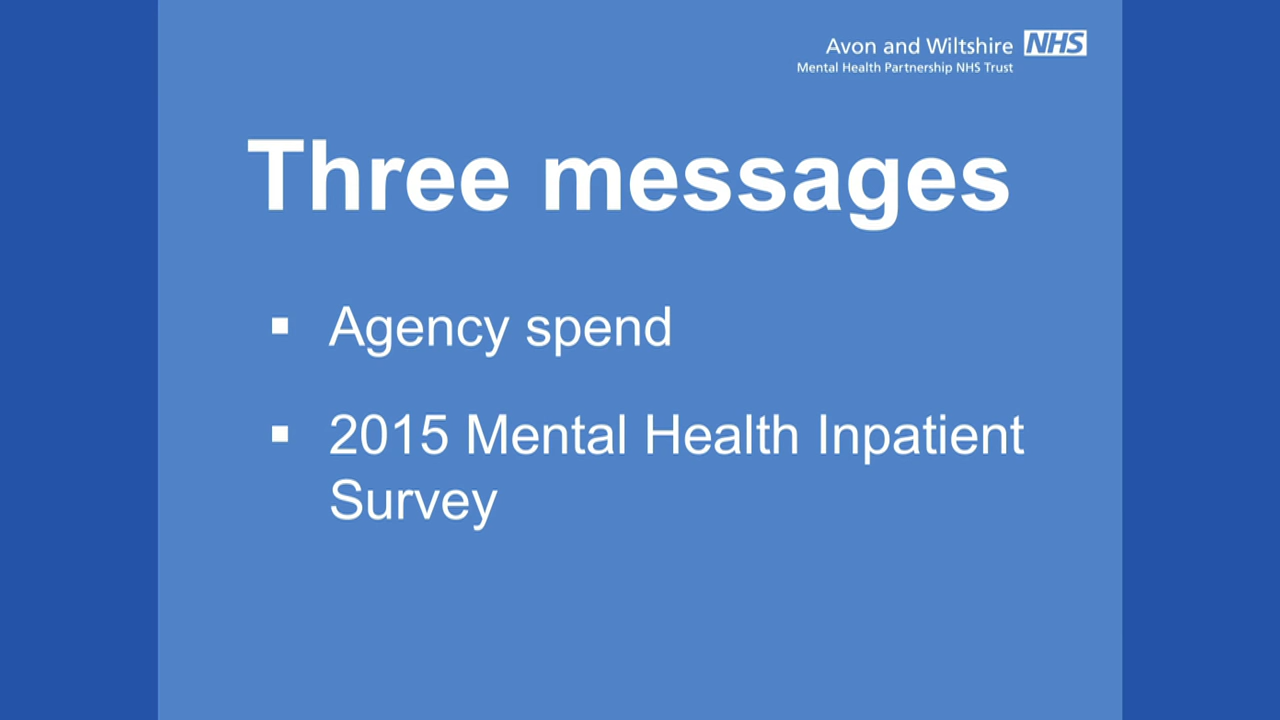 Avon and Wiltshire NHS
Mental Health Partnership NHS Trust
Three messages
▪ Agency spend
▪ 2015 Mental Health Inpatient
Survey